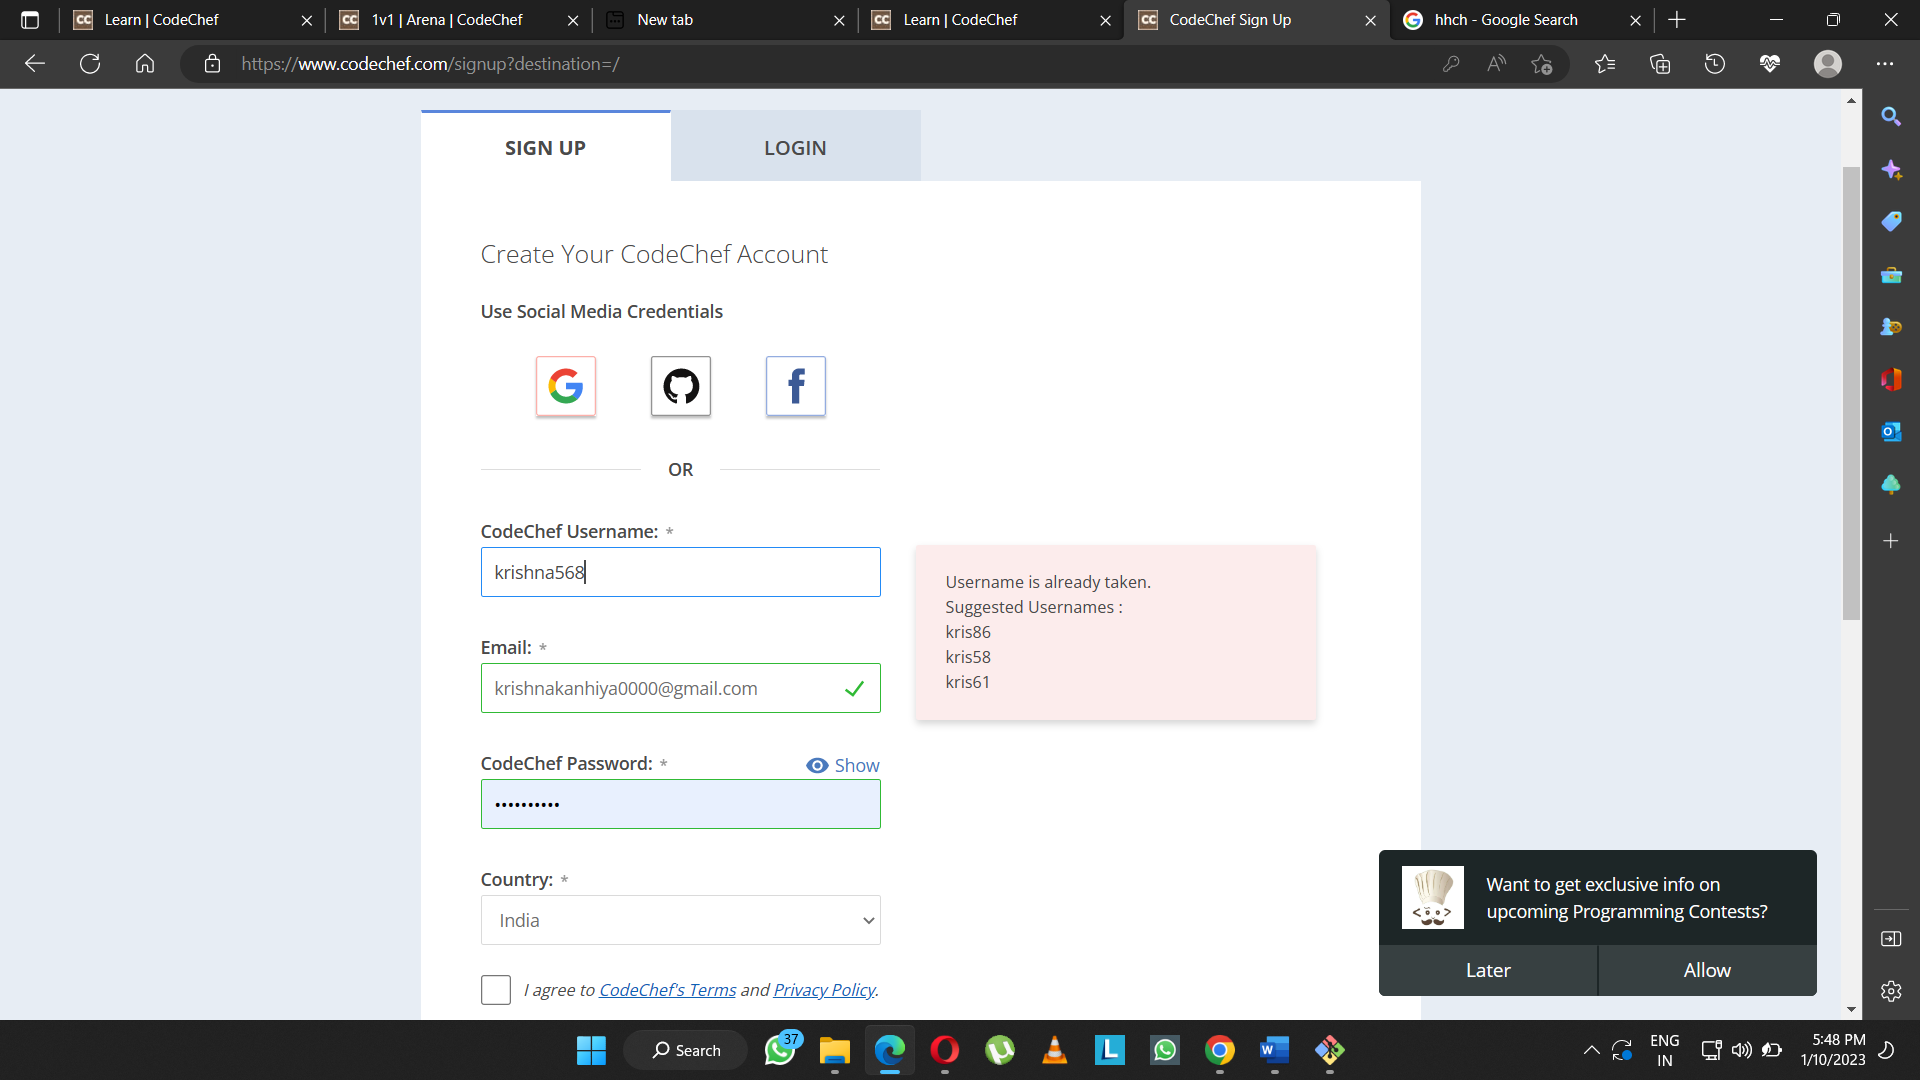 Learn | CodeChef
1v1 | Arena | CodeChef
New tab
Learn | CodeChef
CodeChef Sign Up
hhch - Google Search
https://www.codechef.com/signup?destination=/
SIGN UP
LOGIN
Create Your CodeChef Account
Use Social Media Credentials
OR
CodeChef Username: *
krishna568
Username is already taken.
Suggested Usernames :
kris86
kris58
kris61
Email: *
krishnakanhiya0000@gmail.com
CodeChef Password: *
Show
••••••••••
Country: *
India
I agree to CodeChef's Terms and Privacy Policy.
Want to get exclusive info on
upcoming Programming Contests?
Later
Allow
Search
37
ENG
IN
5:48 PM
1/10/2023